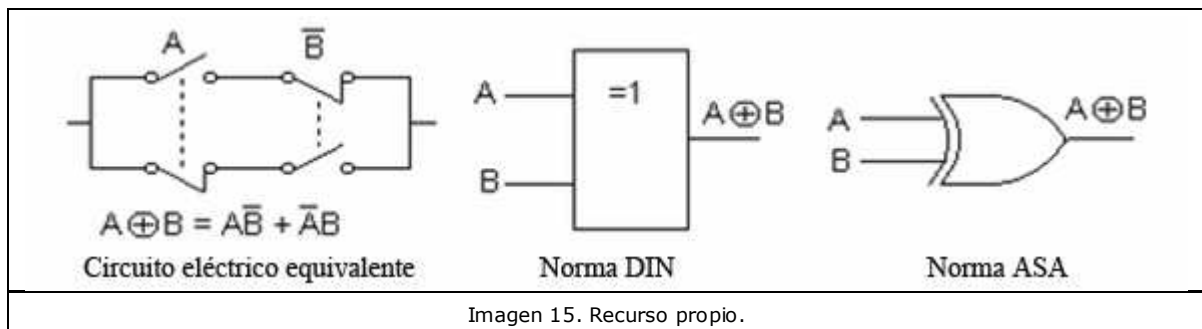 A B̅
A⊕B = AB̅ + A̅B
Circuito eléctrico equivalente
A =1 A⊕B
B
Norma DIN
A A⊕B
B
Norma ASA
Imagen 15. Recurso propio.